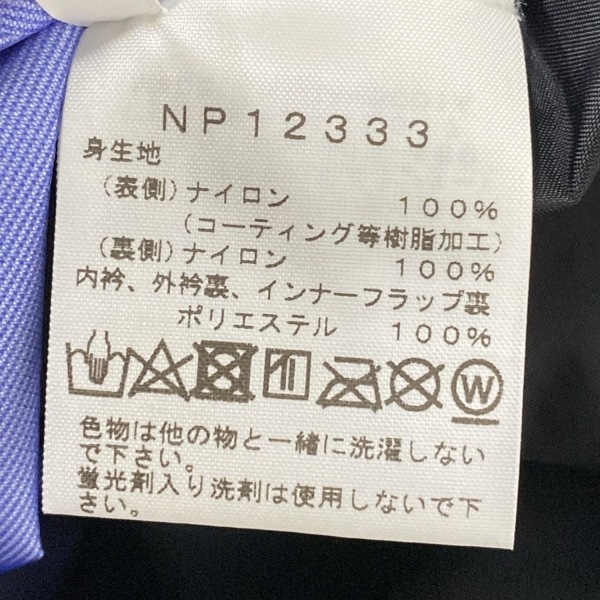 NP12333
身生地
(表側)ナイロン 100%
(コーティング等樹脂加工)
(裏側)ナイロン 100%
内衿、外衿裏、インナーフラップ裏
ポリエステル 100%
W
色物は他の物と一緒に洗濯しない
で下さい。
蛍光剤入り洗剤は使用しないで下
さい。